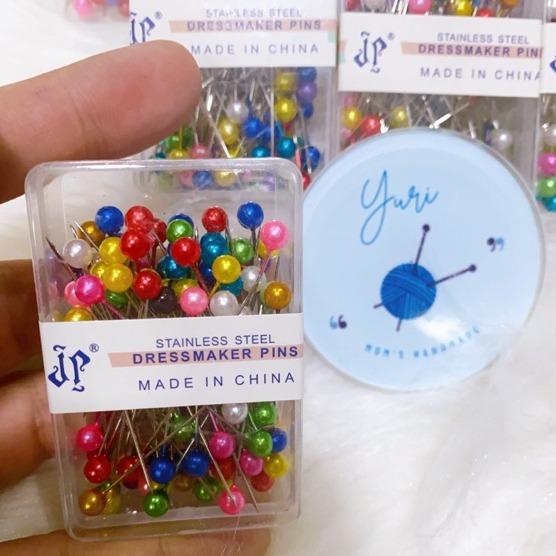 STAINLESS STEEL
DRESSMAKER PINS
MADE IN CHINA
JP®
STAINLESS STEEL
DRESSMAKER PIN
MADE IN CHINA
JP®
Yuri
MOM'S HANDMADE
JP®
STAINLESS STEEL
DRESSMAKER PINS
MADE IN CHINA